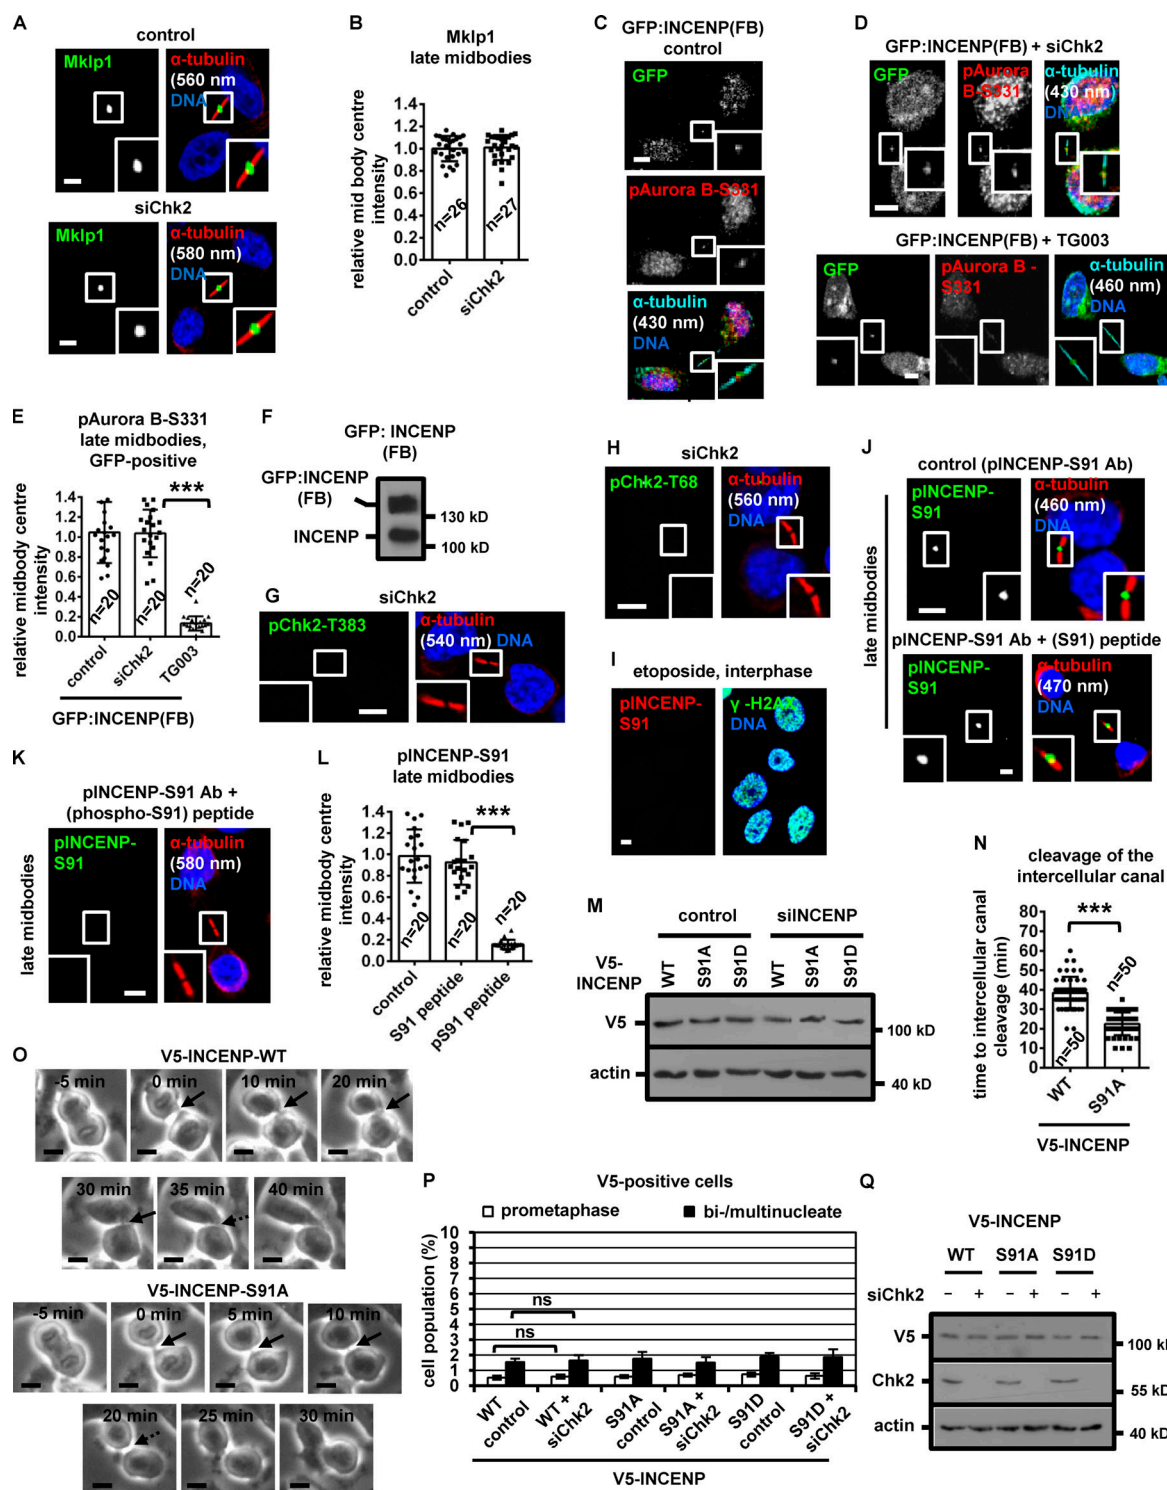 A
control
Mklp1
α-tubulin
(560 nm
DNA
siChk2
Mklp1
α-tubulin
(580 nm)
DNA
B
Mklp1
late midbodies
relative mid body centre
intensity
1.4
1.2
1.0
0.8
0.6
0.4
0.2
0.0
n=26
n=27
control
siChk2
C
GFP:INCENP(FB)
control
GFP
pAurora B-S331
α-tubulin
(430 nm)
DNA
D
GFP:INCENP(FB) + siChk2
GFP
pAurora
B-S331
α-tubulin
(430 nm)
DNA
GFP:INCENP(FB) + TG003
GFP
pAurora B -
S331
α-tubulin
(460 nm)
DNA
E
pAurora B-S331
late midbodies,
GFP-positive
relative midbody centre
intensity
1.4
1.2
1.0
0.8
0.6
0.4
0.2
0.0
***
n=20
n=20
n=20
control
siChk2
TG003
GFP:INCENP(FB)
F
GFP: INCENP
(FB)
GFP:INCENP
(FB)
INCENP
130 kD
100 kD
G
siChk2
pChk2-T383
α-tubulin
(540 nm)
DNA
H
siChk2
pChk2-T68
α-tubulin
(560 nm)
DNA
I
etoposide, interphase
pINCENP-
S91
γ -H2AX
DNA
J
late midbodies
control (pINCENP-S91 Ab)
pINCENP-
S91
α-tubulin
(460 nm)
DNA
pINCENP-S91 Ab + (S91) peptide
pINCENP-
S91
α-tubulin
(470 nm)
DNA
K
late midbodies
pINCENP-S91 Ab +
(phospho-S91) peptide
pINCENP-
S91
α-tubulin
(580 nm)
DNA
L
pINCENP-S91
late midbodies
relative midbody centre
intensity
1.4
1.2
1.0
0.8
0.6
0.4
0.2
0.0
***
n=20
n=20
n=20
control
S91 peptide
pS91 peptide
M
control
siINCENP
V5-
INCENP
WT
S91A
S91D
WT
S91A
S91D
V5
100 kD
actin
40 kD
N
cleavage of the
intercellular canal
time to intercellular canal
cleavage (min)
80
70
60
50
40
30
20
10
0
***
n=50
n=50
WT
S91A
V5-INCENP
O
V5-INCENP-WT
-5 min
0 min
10 min
20 min
30 min
35 min
40 min
V5-INCENP-S91A
-5 min
0 min
5 min
10 min
20 min
25 min
30 min
P
V5-positive cells
prometaphase
bi-/multinucleate
cell population (%)
10
9
8
7
6
5
4
3
2
1
0
ns
ns
WT
control
WT +
siChk2
S91A
control
S91A +
siChk2
S91D
control
S91D +
siChk2
V5-INCENP
Q
V5-INCENP
WT
S91A
S91D
siChk2
– + – + – +
V5
100 kD
Chk2
55 kD
actin
40 kD